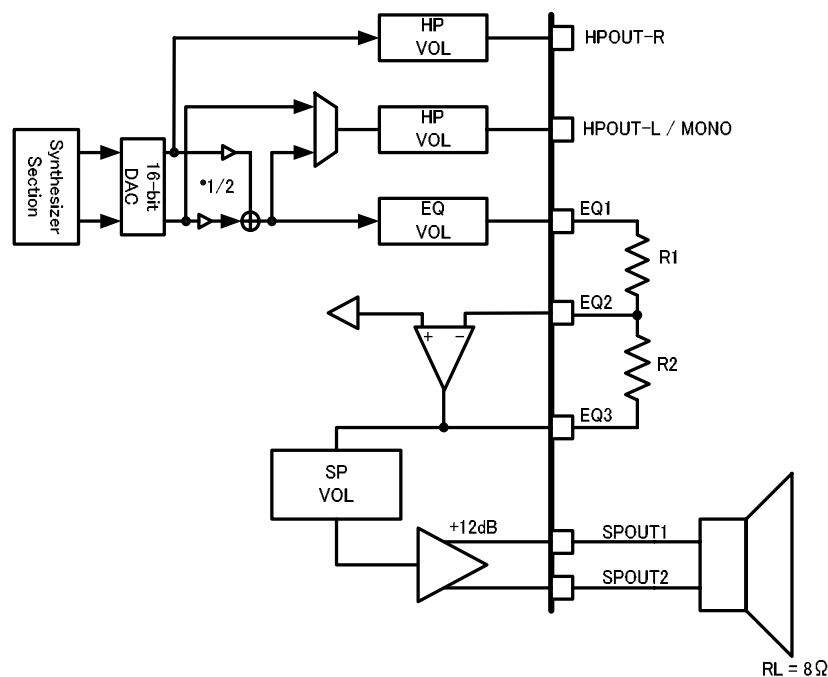 HP
VOL
HPOUT-R
HP
VOL
HPOUT-L / MONO
Synthesizer
Section
16-bit
DAC
*1/2
EQ
VOL
EQ1
R1
EQ2
+ −
R2
EQ3
SP
VOL
+12dB
SPOUT1
SPOUT2
RL = 8Ω